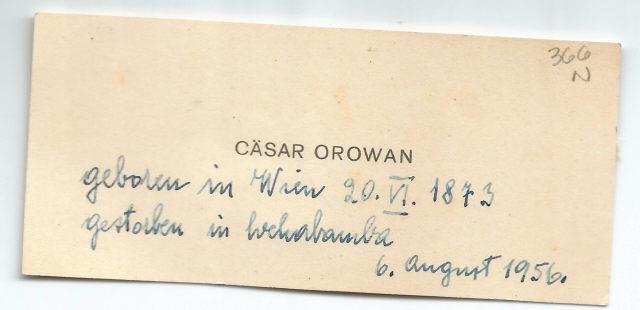 366
N
CÄSAR OROWAN
geboren in Wien 20. VI. 1873
gestorben in Cochabamba
6. August 1956.